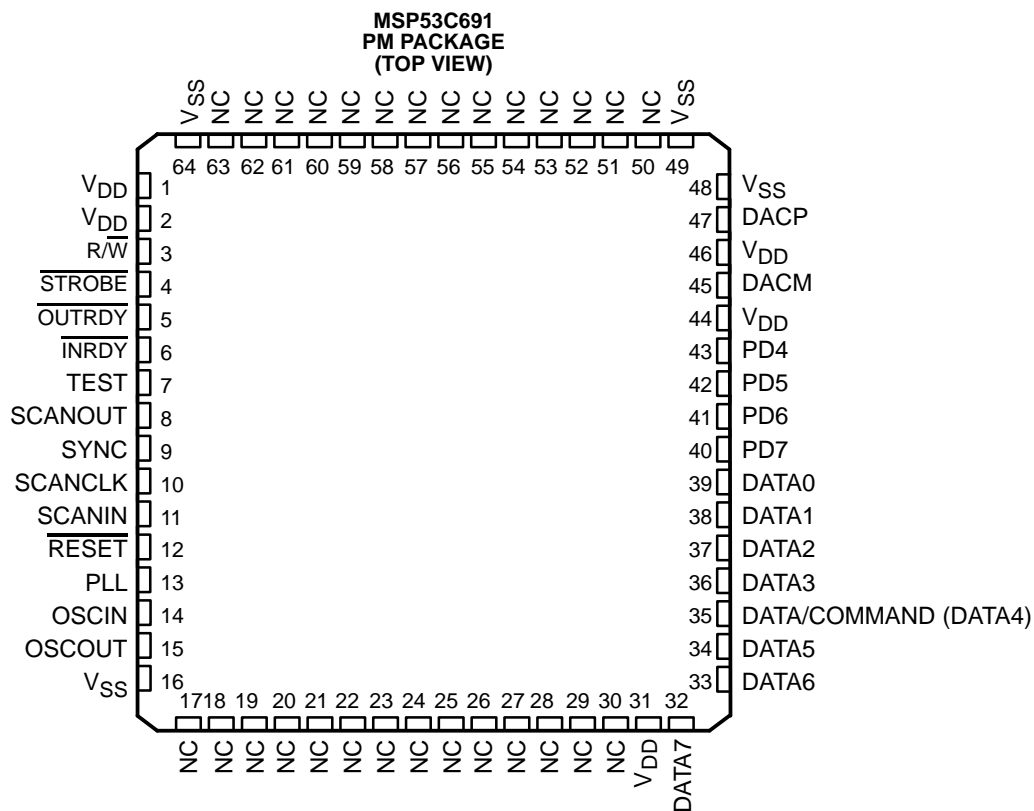 MSP53C691
PM PACKAGE
(TOP VIEW)
VSS NC NC NC NC NC NC NC NC NC NC NC NC NC NC VSS
64 63 62 61 60 59 58 57 56 55 54 53 52 51 50 49
VDD 1
VDD 2
R/W̅ 3
S̅T̅R̅O̅B̅E̅ 4
O̅U̅T̅R̅D̅Y̅ 5
I̅N̅R̅D̅Y̅ 6
TEST 7
SCANOUT 8
SYNC 9
SCANCLK 10
SCANIN 11
R̅E̅S̅E̅T̅ 12
PLL 13
OSCIN 14
OSCOUT 15
VSS 16
48 VSS
47 DACP
46 VDD
45 DACM
44 VDD
43 PD4
42 PD5
41 PD6
40 PD7
39 DATA0
38 DATA1
37 DATA2
36 DATA3
35 DATA/COMMAND (DATA4)
34 DATA5
33 DATA6
17 18 19 20 21 22 23 24 25 26 27 28 29 30 31 32
NC NC NC NC NC NC NC NC NC NC NC NC NC NC VDD DATA7